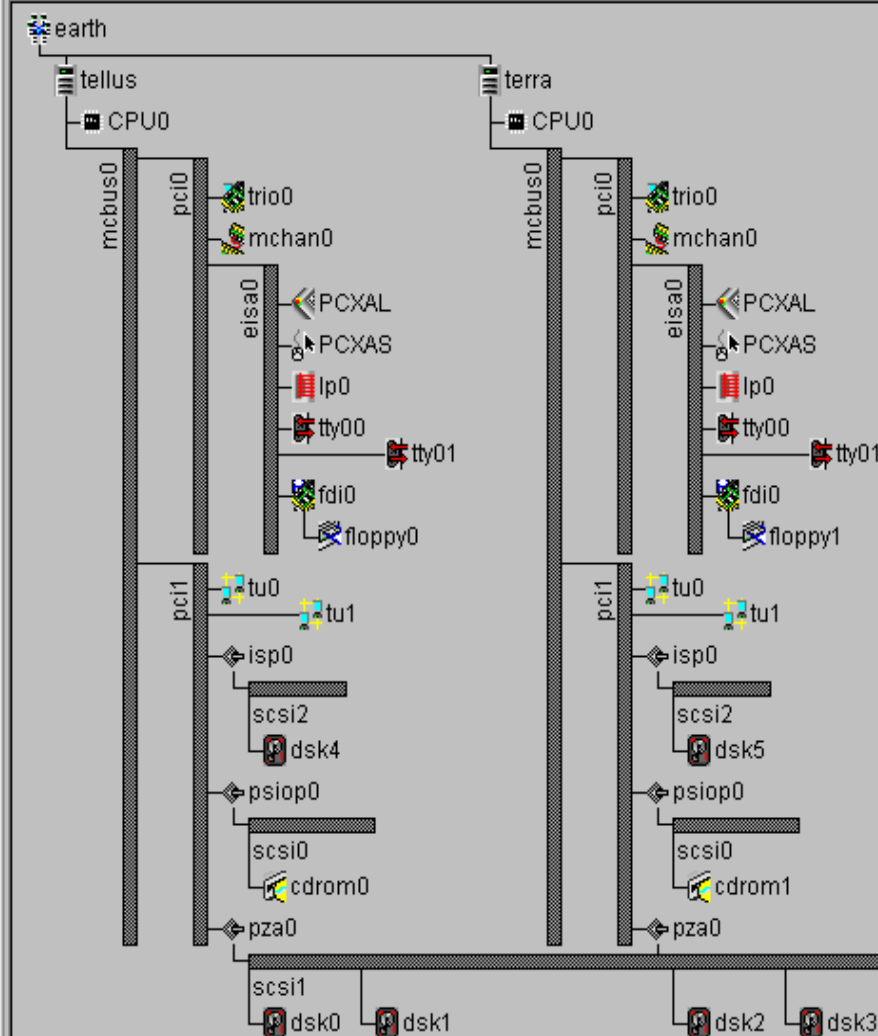 earth
tellus terra
CPU0 CPU0
mcbus0 pci0 mcbus0 pci0
trio0 trio0
mchan0 mchan0
eisa0 eisa0
PCXAL PCXAL
PCXAS PCXAS
lp0 lp0
tty00 tty00
tty01 tty01
fdi0 fdi0
floppy0 floppy1
pci1 pci1
tu0 tu0
tu1 tu1
isp0 isp0
scsi2 scsi2
dsk4 dsk5
psiop0 psiop0
scsi0 scsi0
cdrom0 cdrom1
pza0 pza0
scsi1
dsk0 dsk1 dsk2 dsk3